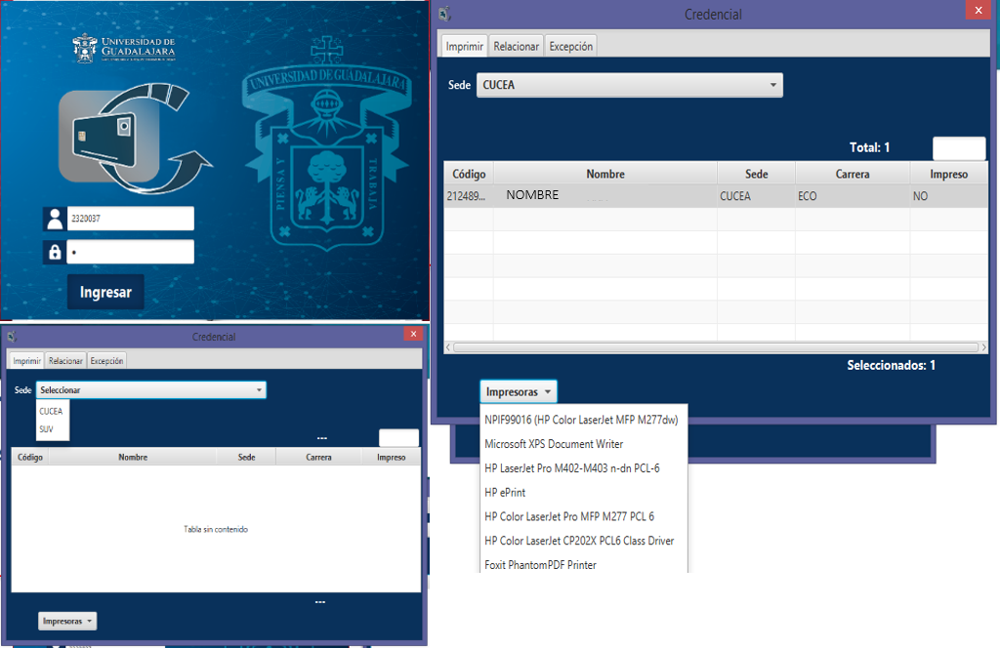 UNIVERSIDAD DE
GUADALAJARA
UNIVERSIDAD DE GUADALAJARA
PIENSA Y
TRABAJA
2320037
•
Ingresar
Credencial
Imprimir Relacionar Excepción
Sede Seleccionar
CUCEA
SUV
---
Código Nombre Sede Carrera Impreso
Tabla sin contenido
---
Impresoras
Credencial
Imprimir Relacionar Excepción
Sede CUCEA
Total: 1
Código Nombre Sede Carrera Impreso
212489... NOMBRE CUCEA ECO NO
Seleccionados: 1
Impresoras
NPIF99016 (HP Color LaserJet MFP M277dw)
Microsoft XPS Document Writer
HP LaserJet Pro M402-M403 n-dn PCL-6
HP ePrint
HP Color LaserJet Pro MFP M277 PCL 6
HP Color LaserJet CP202X PCL6 Class Driver
Foxit PhantomPDF Printer